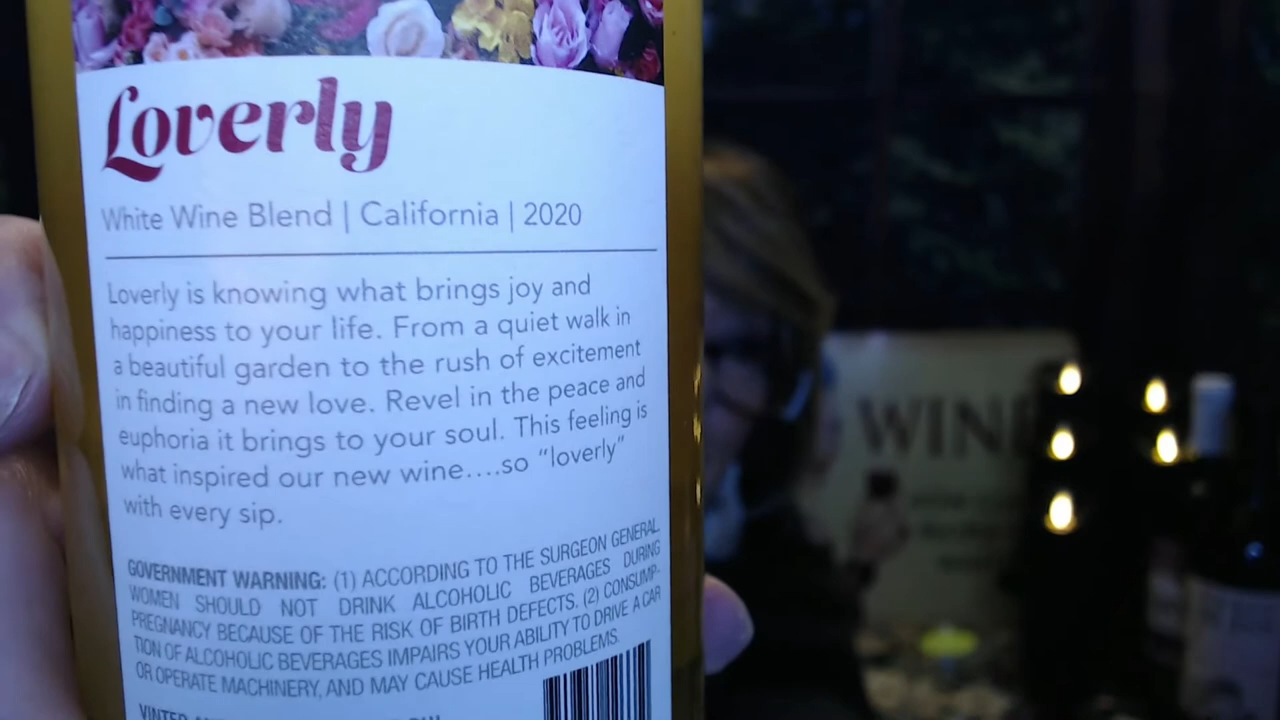 Loverly
White Wine Blend | California | 2020
Loverly is knowing what brings joy and
happiness to your life. From a quiet walk in
a beautiful garden to the rush of excitement
in finding a new love. Revel in the peace and
euphoria it brings to your soul. This feeling is
what inspired our new wine....so "loverly"
with every sip.
GOVERNMENT WARNING: (1) ACCORDING TO THE SURGEON GENERAL
WOMEN SHOULD NOT DRINK ALCOHOLIC BEVERAGES DURING
PREGNANCY BECAUSE OF THE RISK OF BIRTH DEFECTS. (2) CONSUMP-
TION OF ALCOHOLIC BEVERAGES IMPAIRS YOUR ABILITY TO DRIVE A CAR
OR OPERATE MACHINERY, AND MAY CAUSE HEALTH PROBLEMS.
WINE